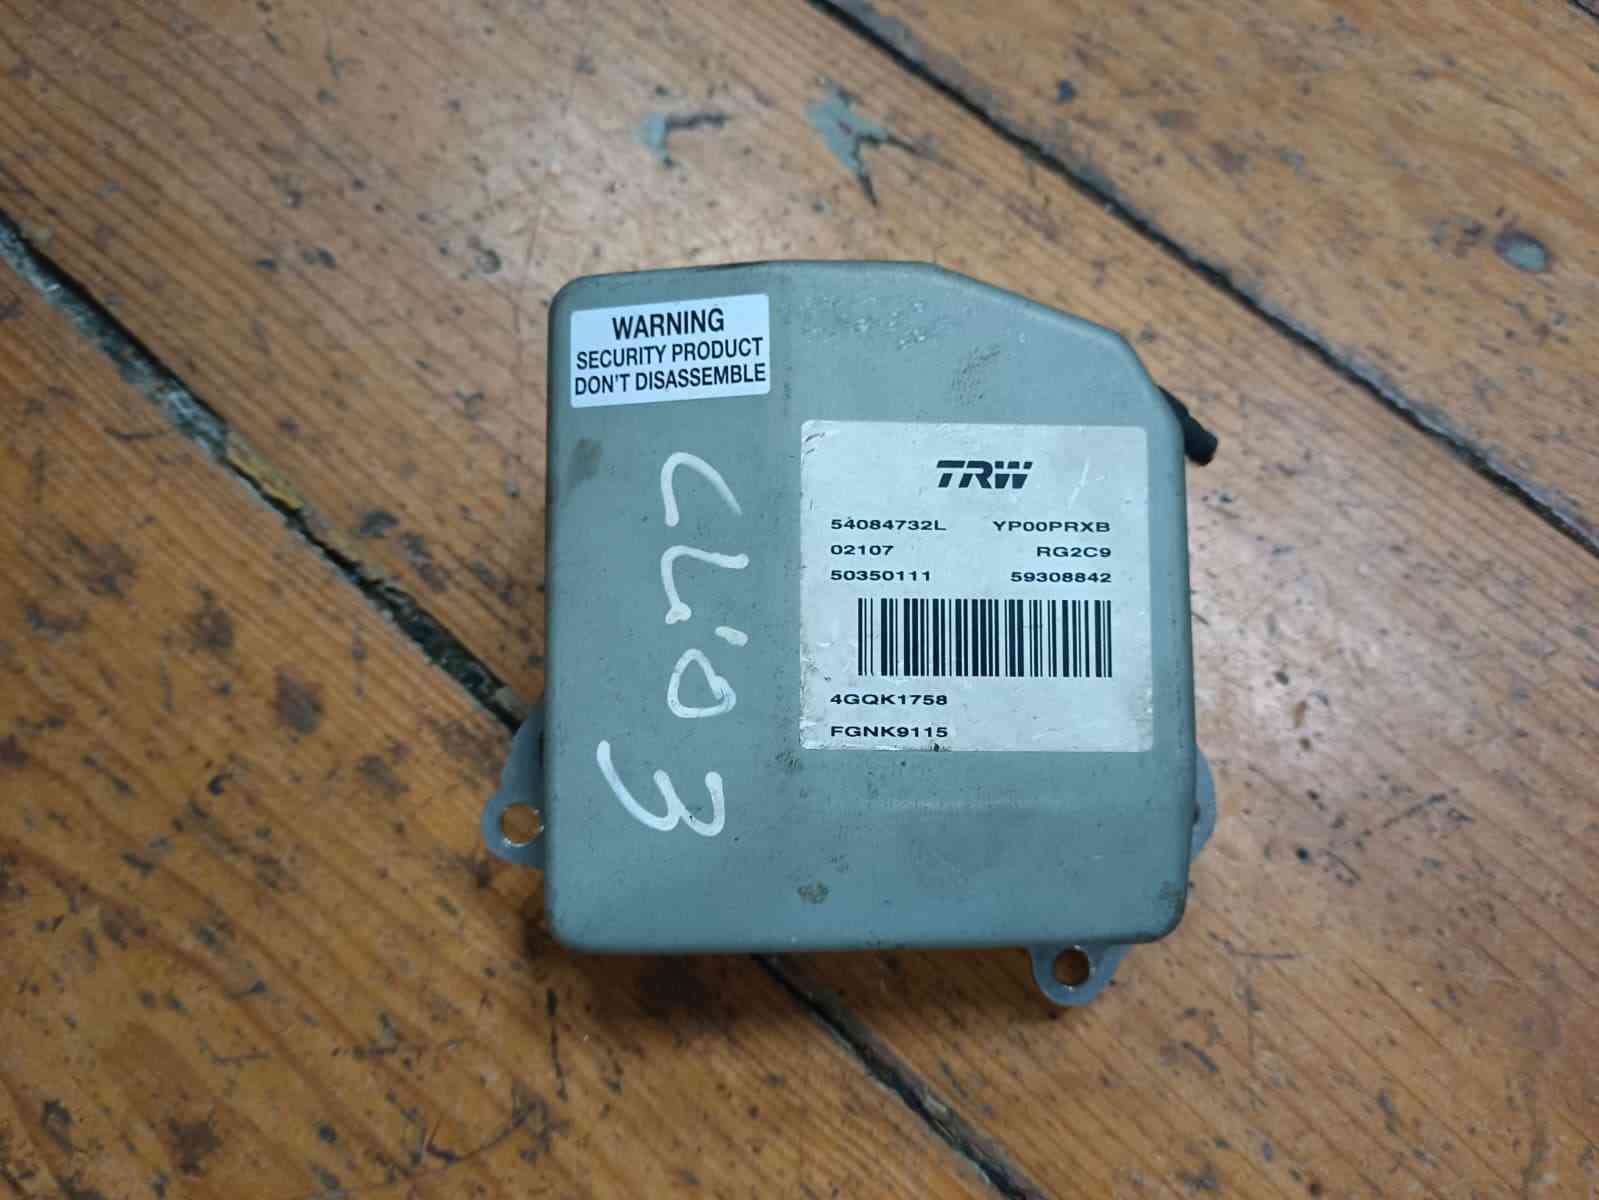 WARNING
SECURITY PRODUCT
DON'T DISASSEMBLE
CLiO 3
TRW
54084732L YP00PRXB
02107 RG2C9
50350111 59308842
4GQK1758
FGNK9115